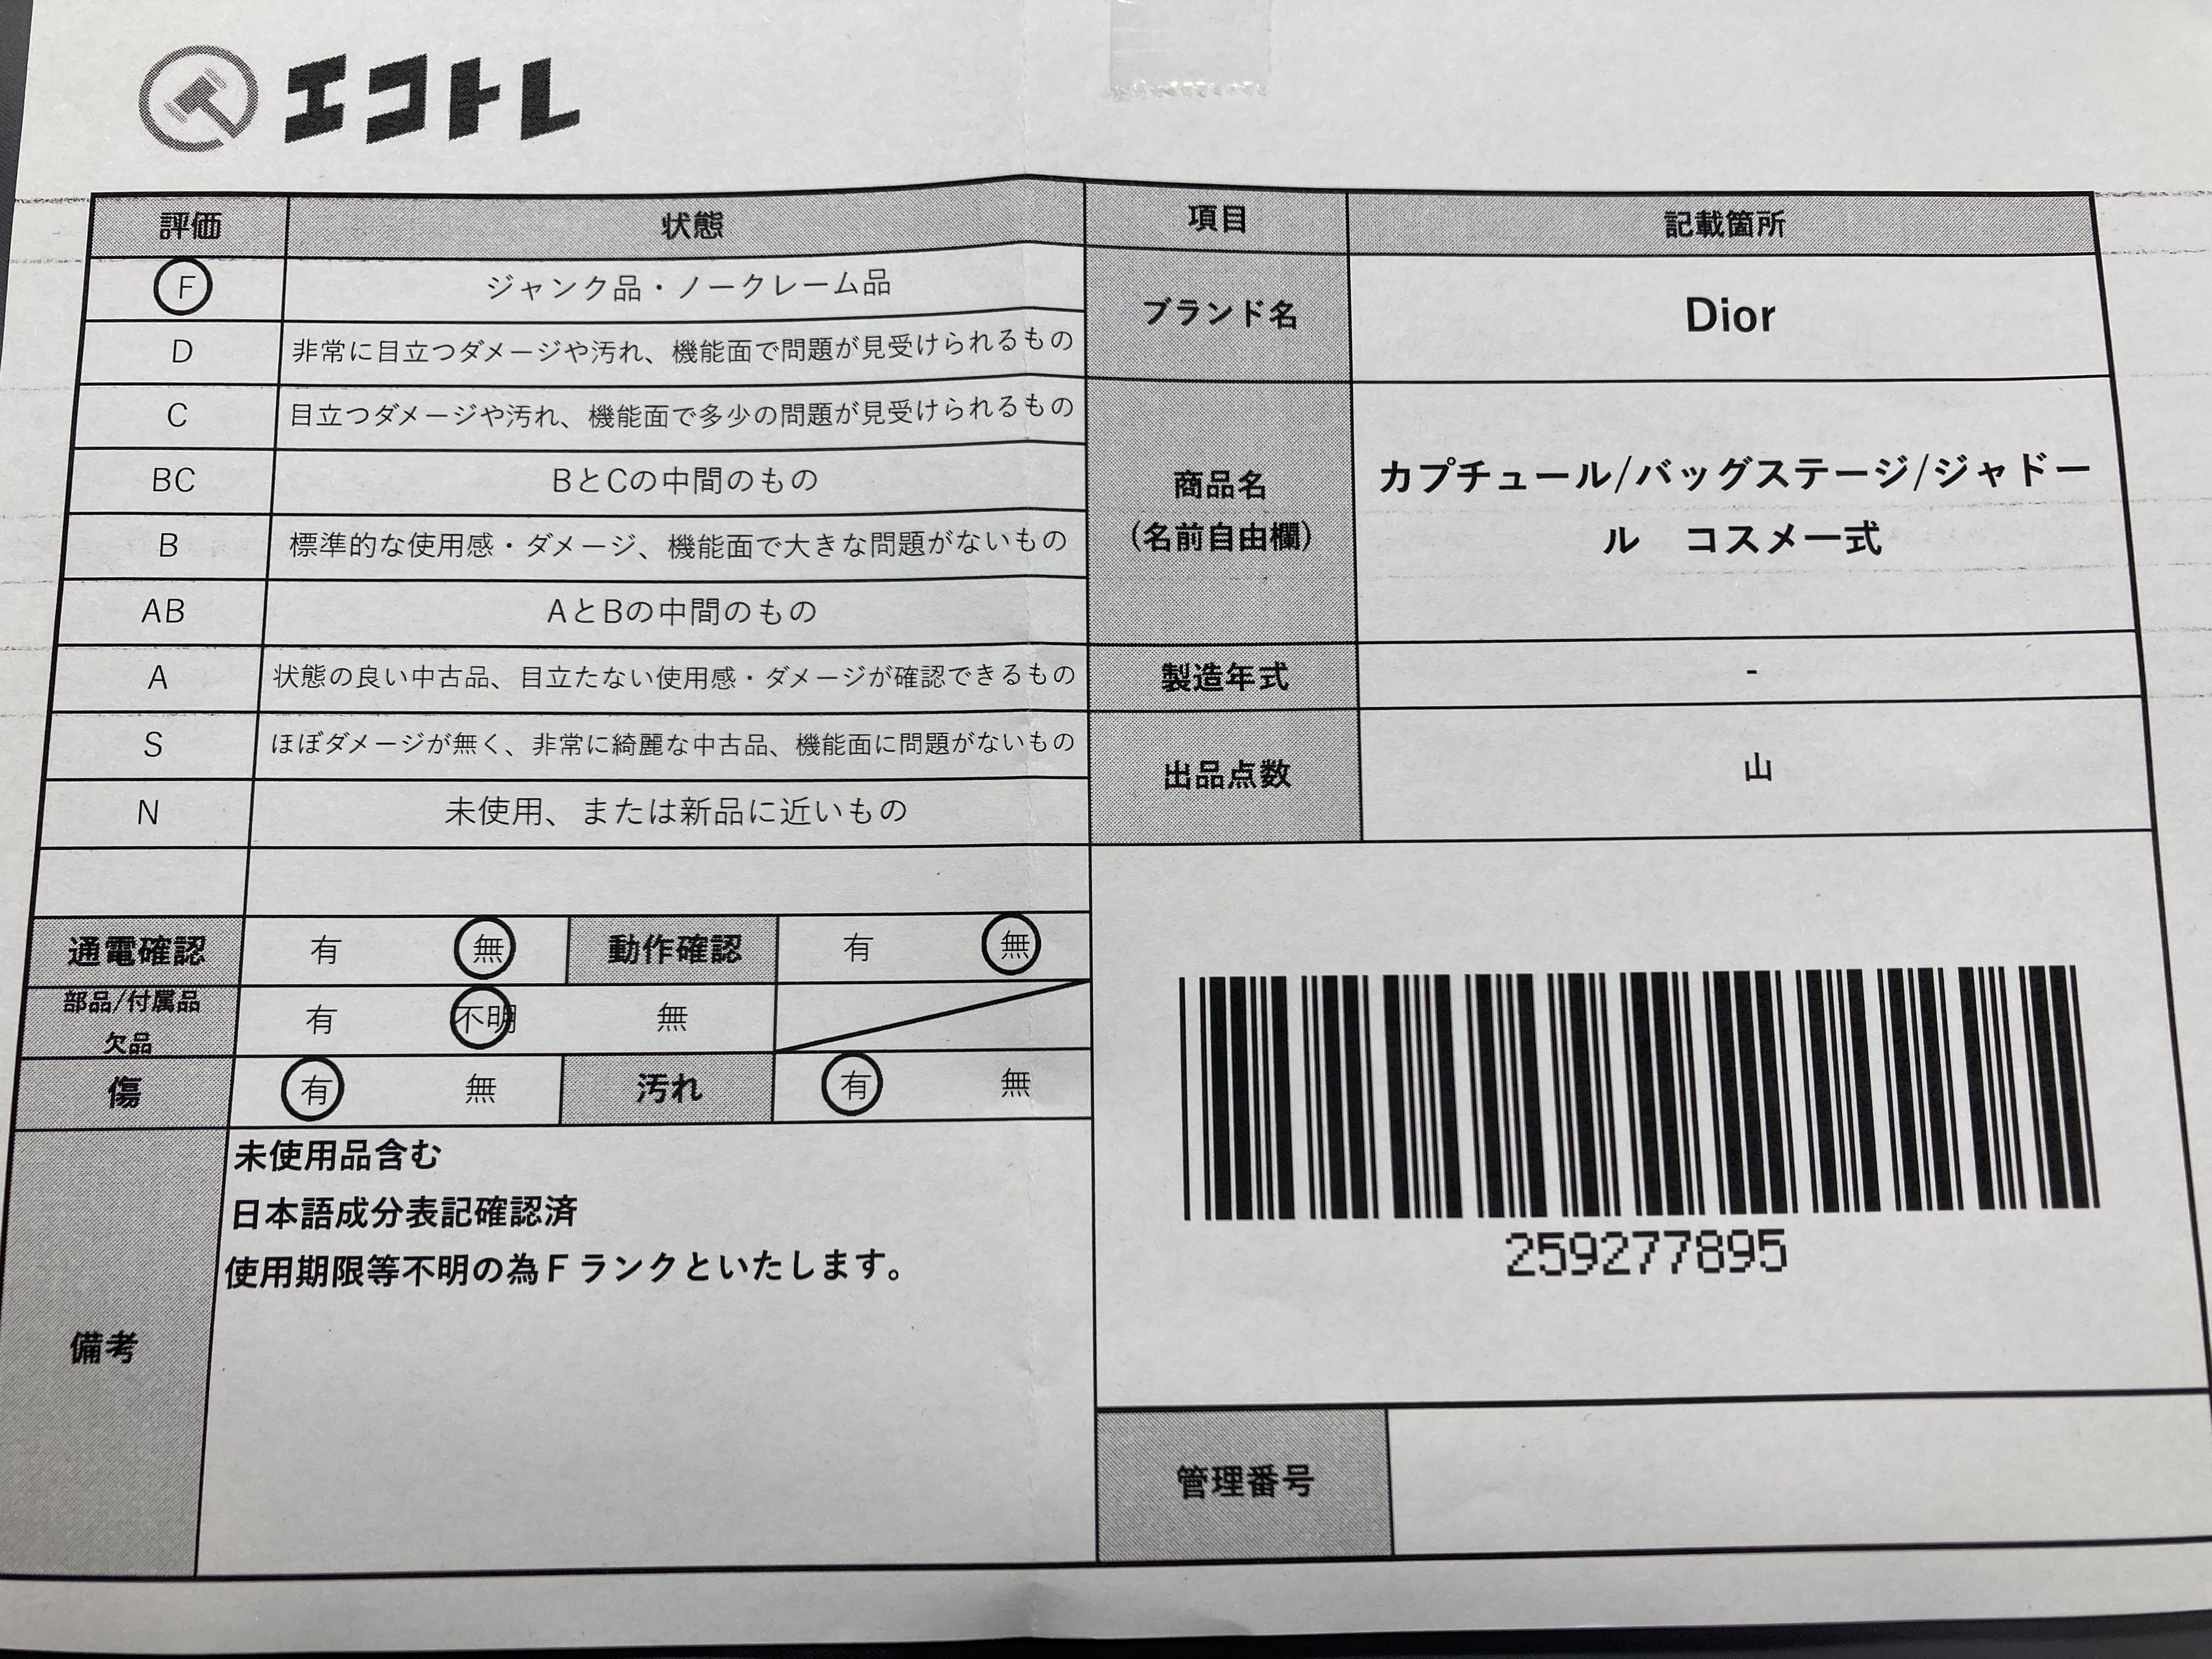 エコトレ
評価 状態
F ジャンク品・ノークレーム品
D 非常に目立つダメージや汚れ、機能面で問題が見受けられるもの
C 目立つダメージや汚れ、機能面で多少の問題が見受けられるもの
BC BとCの中間のもの
B 標準的な使用感・ダメージ、機能面で大きな問題がないもの
AB AとBの中間のもの
A 状態の良い中古品、目立たない使用感・ダメージが確認できるもの
S ほぼダメージが無く、非常に綺麗な中古品、機能面に問題がないもの
N 未使用、または新品に近いもの
通電確認 有 無 動作確認 有 無
部品/付属品
欠品 有 不明 無
傷 有 無 汚れ 有 無
備考
未使用品含む
日本語成分表記確認済
使用期限等不明の為Fランクといたします。
項目 記載箇所
ブランド名 Dior
商品名
(名前自由欄)
カプチュール/バッグステージ/ジャドー
ル　コスメ一式
製造年式 -
出品点数 山
259277895
管理番号